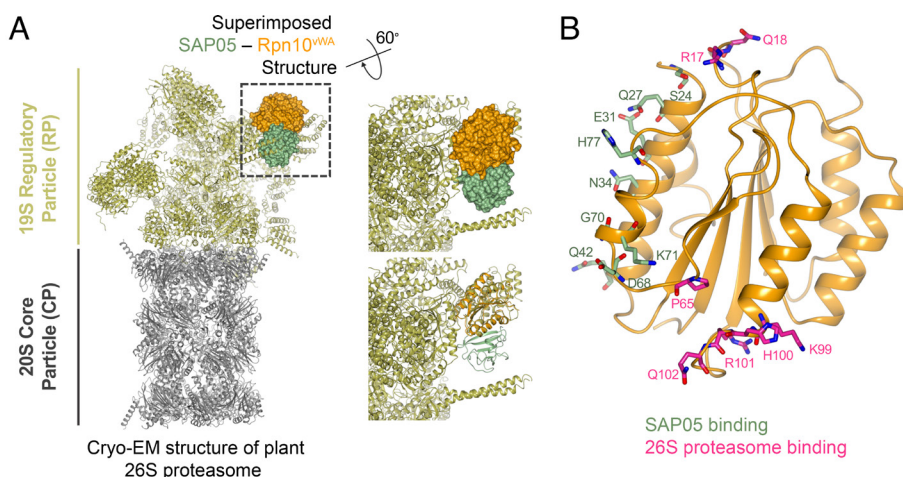 A
Superimposed
SAP05 – Rpn10vWA
Structure
60°
19S Regulatory
Particle (RP)
20S Core
Particle (CP)
Cryo-EM structure of plant
26S proteasome
B
Q18
R17
Q27
S24
E31
H77
N34
G70
Q42
K71
D68
P65
K99
H100
R101
Q102
SAP05 binding
26S proteasome binding